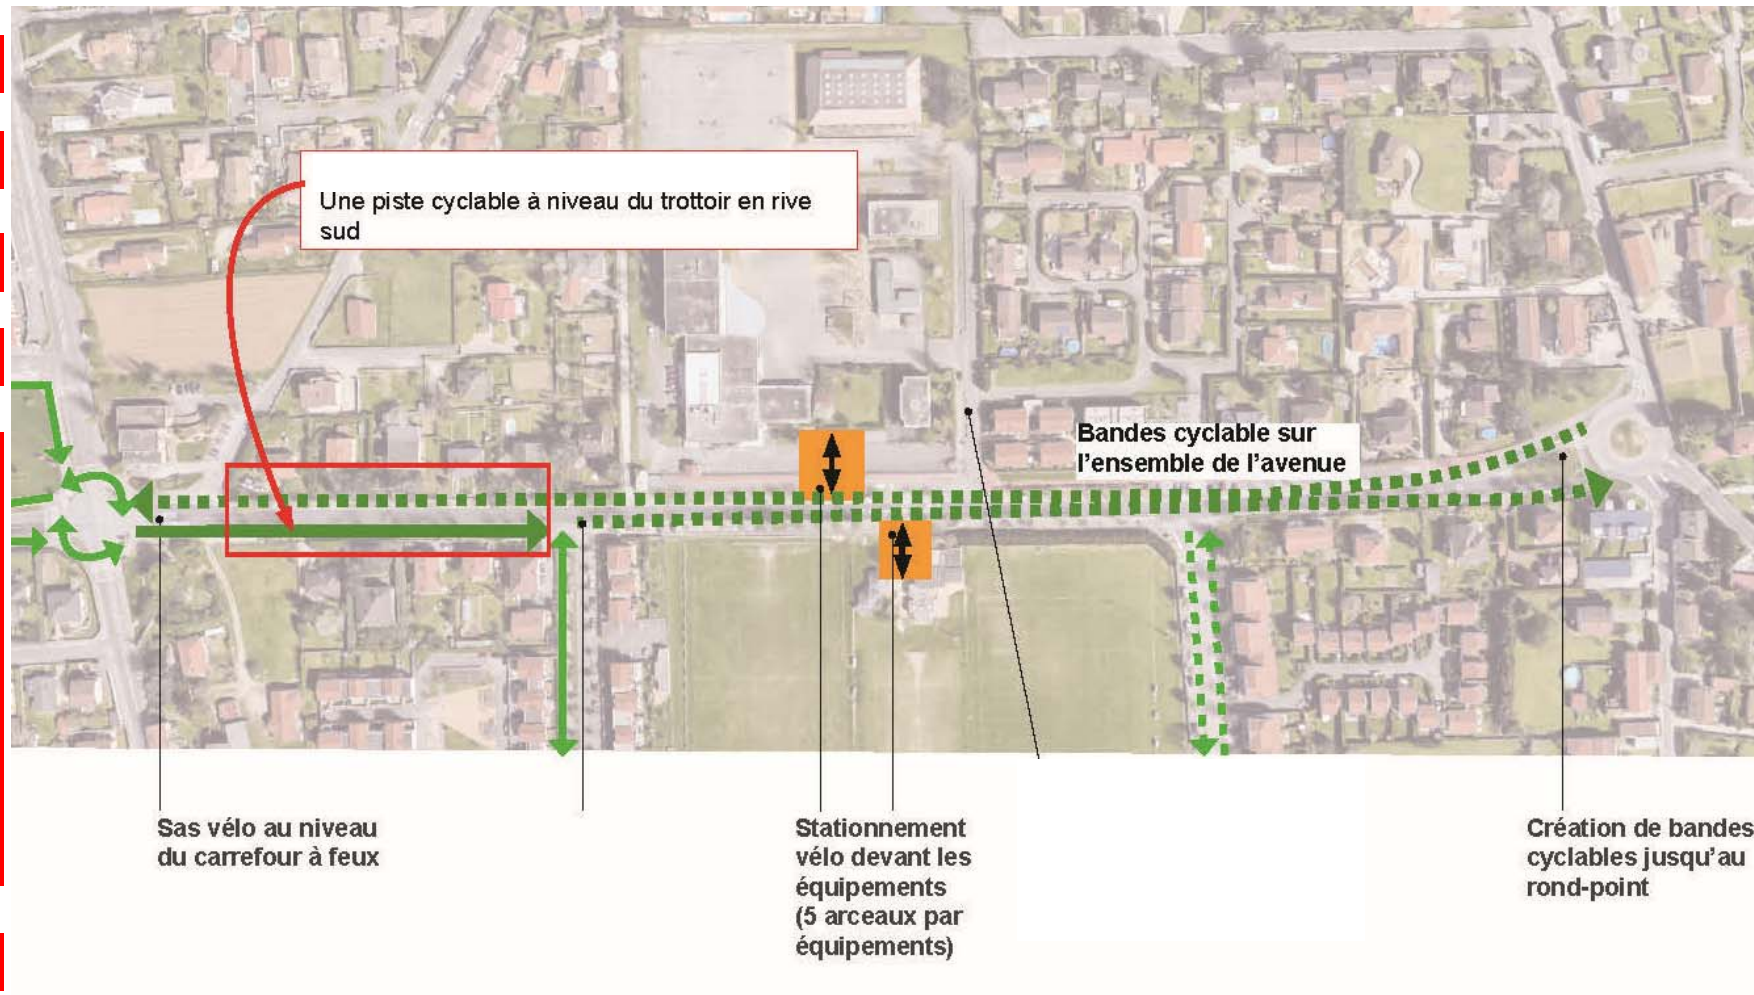 Une piste cyclable à niveau du trottoir en rive
sud
Bandes cyclable sur
l'ensemble de l'avenue
Sas vélo au niveau
du carrefour à feux
Stationnement
vélo devant les
équipements
(5 arceaux par
équipements)
Création de bandes
cyclables jusqu'au
rond-point